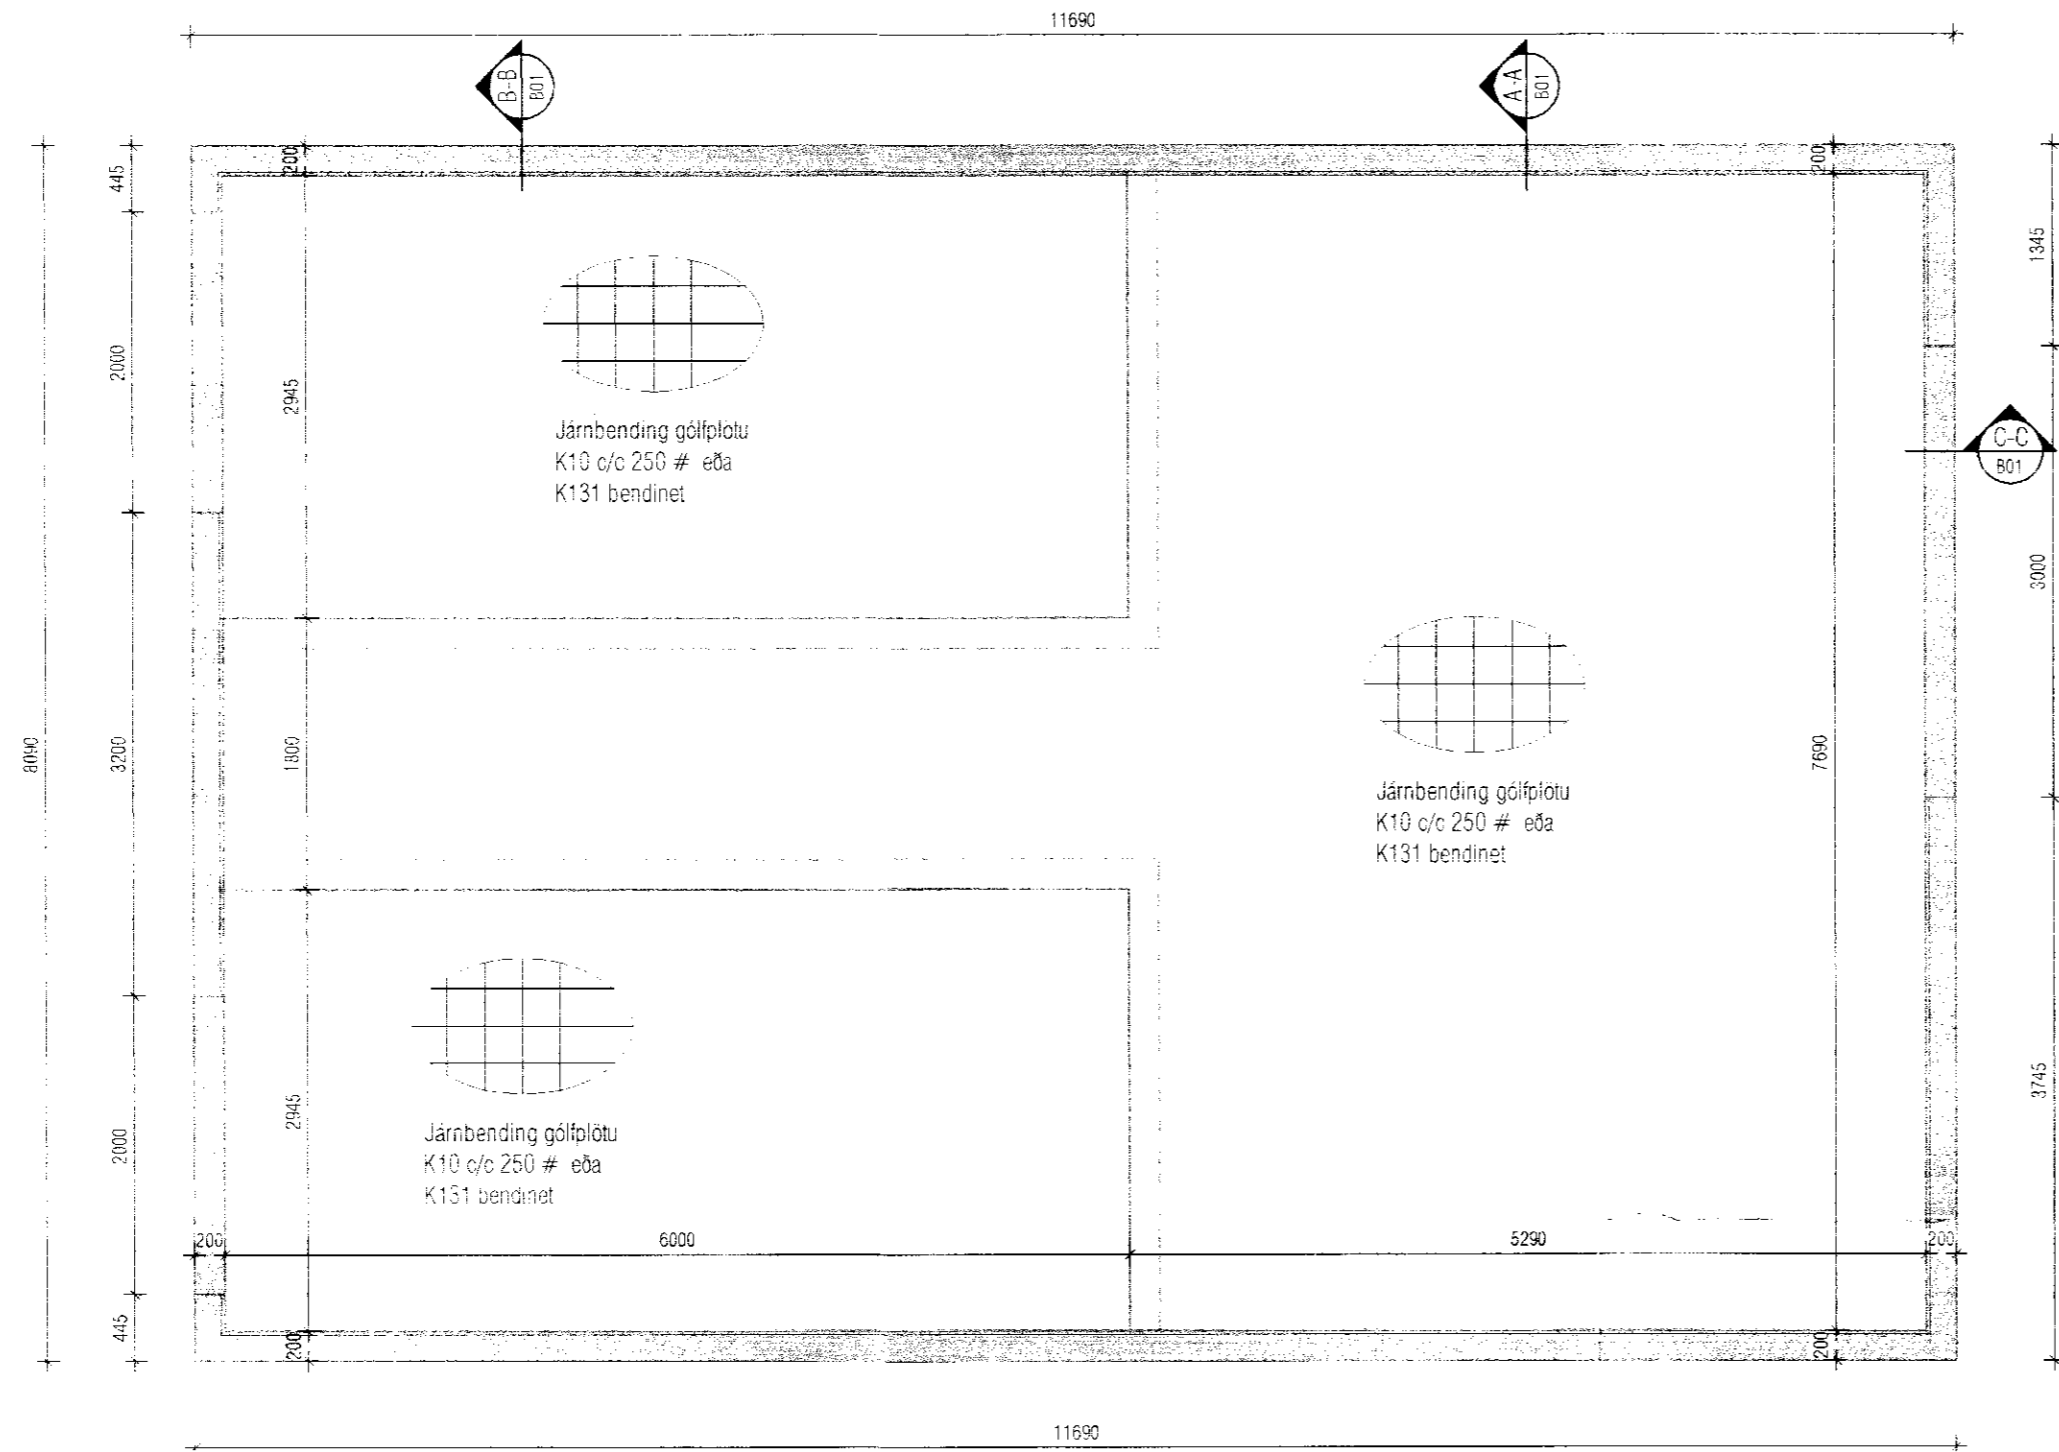 11690
B-B
B01
A-A
B01
200
200
445
1345
2000
2945
Járnbending gólfplötu
K10 c/c 250 # eða
K131 bendinet
C-C
B01
3000
8090
3200
1800
7690
Járnbending gólfplötu
K10 c/c 250 # eða
K131 bendinet
2945
3745
2000
Járnbending gólfplötu
K10 c/c 250 # eða
K131 bendinet
200
6000
5290
200
445
200
200
11690